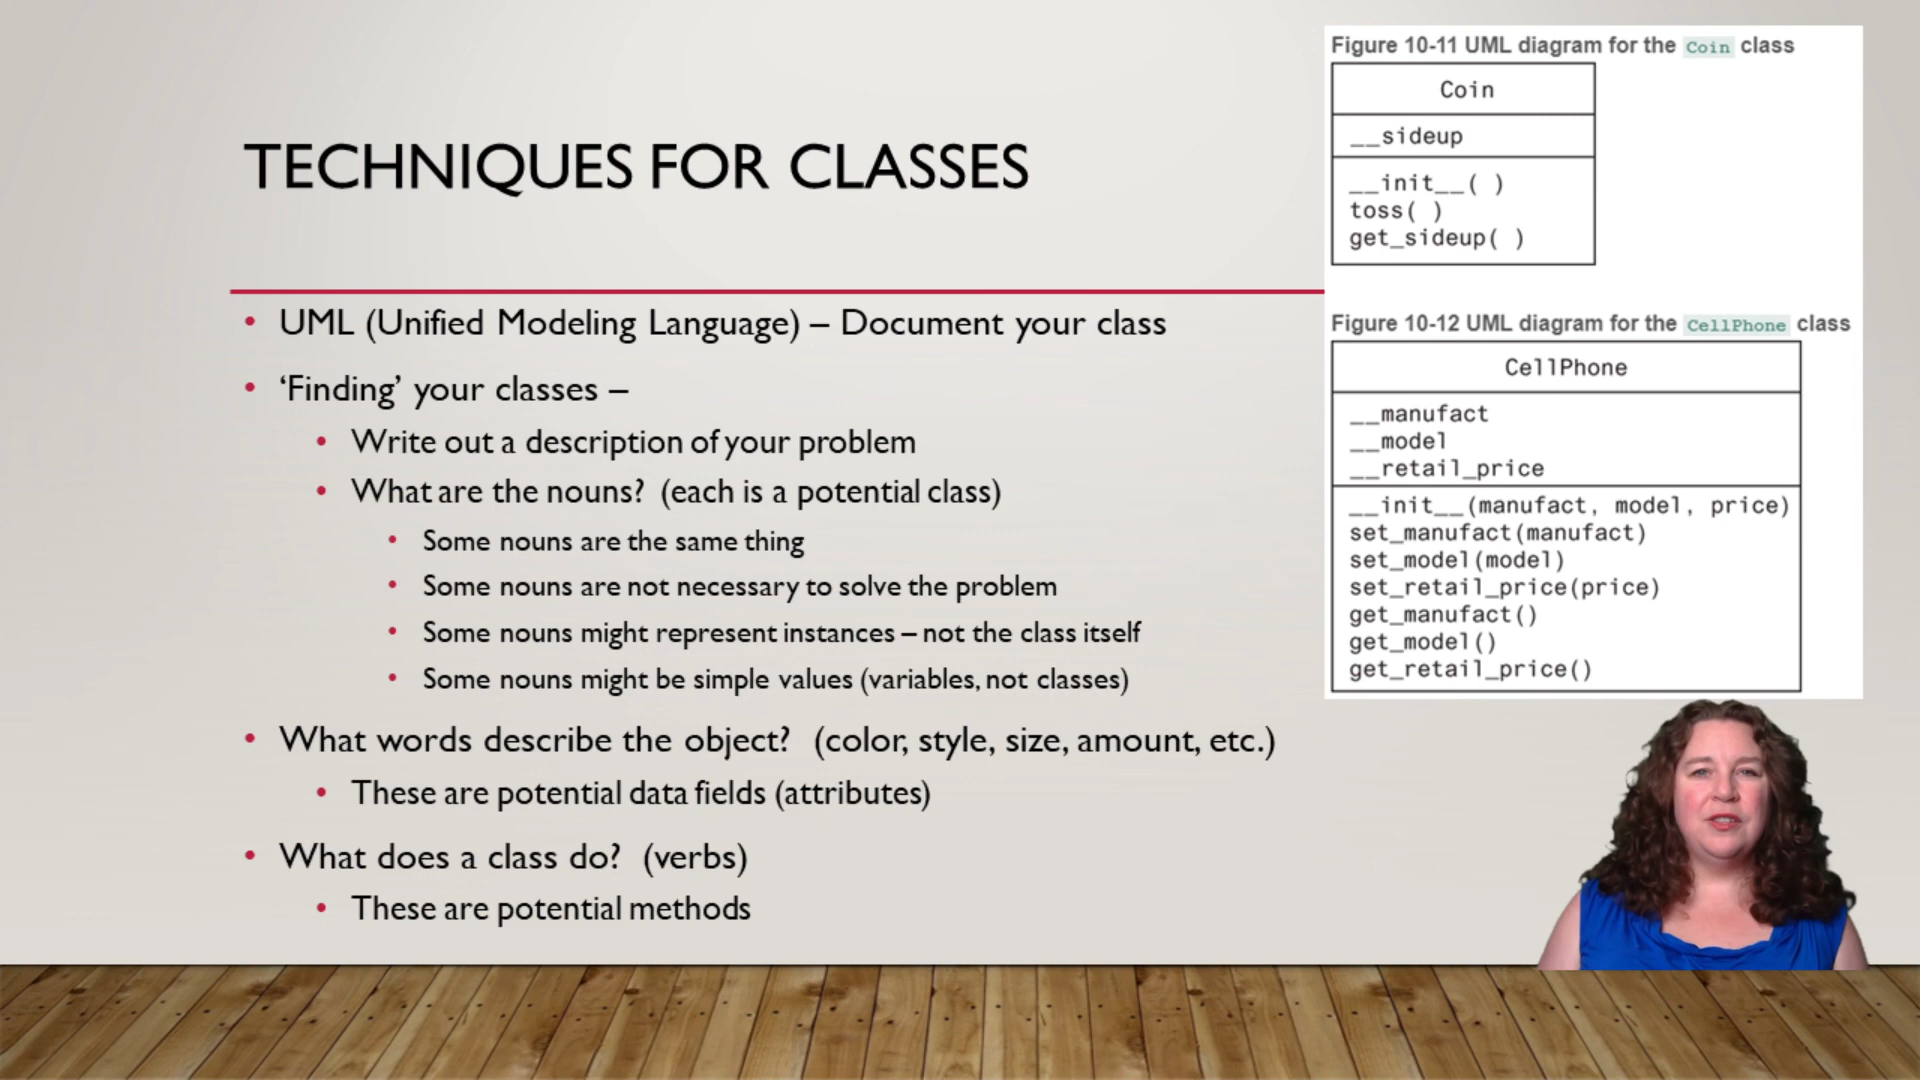 TECHNIQUES FOR CLASSES
• UML (Unified Modeling Language) – Document your class
• ‘Finding’ your classes –
• Write out a description of your problem
• What are the nouns? (each is a potential class)
• Some nouns are the same thing
• Some nouns are not necessary to solve the problem
• Some nouns might represent instances – not the class itself
• Some nouns might be simple values (variables, not classes)
• What words describe the object? (color, style, size, amount, etc.)
• These are potential data fields (attributes)
• What does a class do? (verbs)
• These are potential methods
Figure 10-11 UML diagram for the Coin class
Coin
__sideup
__init__( )
toss( )
get_sideup( )
Figure 10-12 UML diagram for the CellPhone class
CellPhone
__manufact
__model
__retail_price
__init__(manufact, model, price)
set_manufact(manufact)
set_model(model)
set_retail_price(price)
get_manufact()
get_model()
get_retail_price()